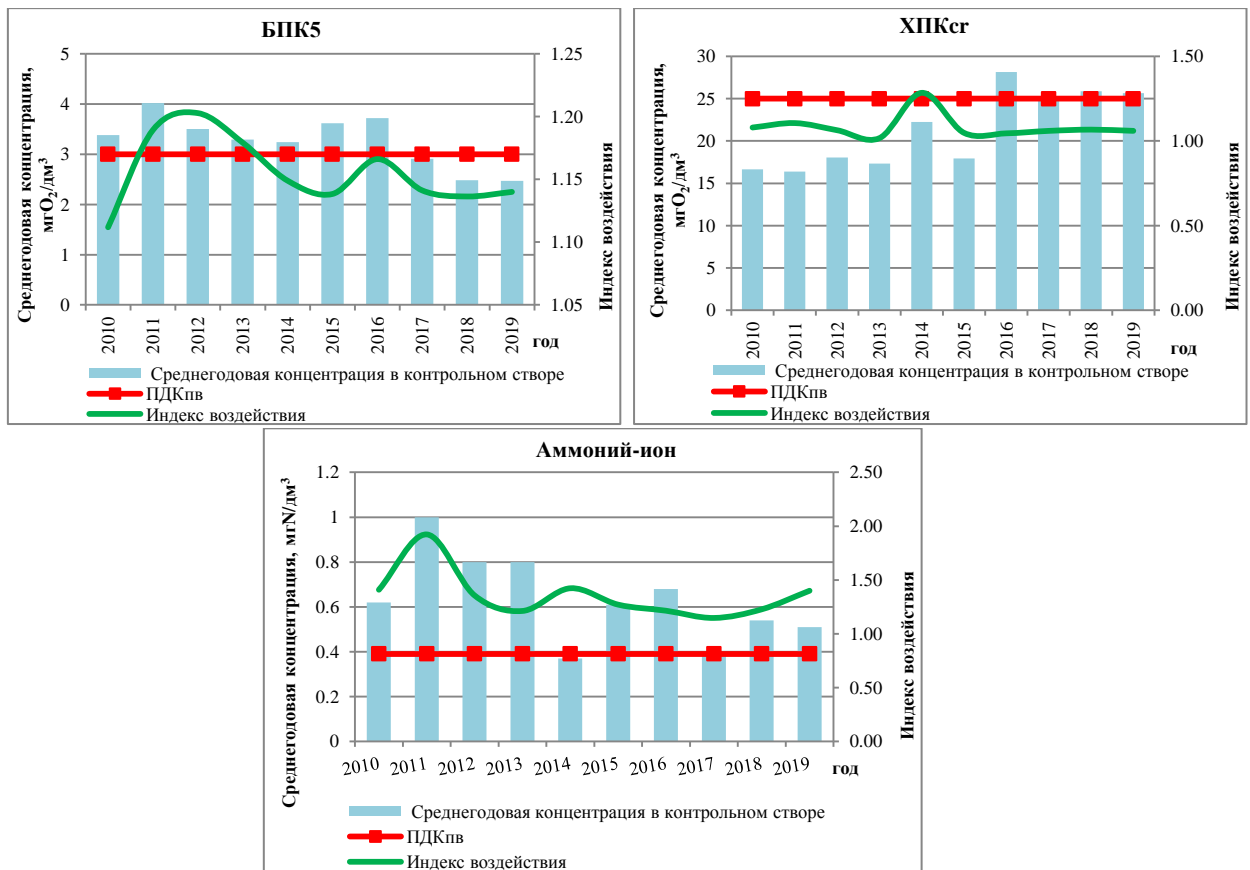 БПК5
Среднегодовая концентрация,
мгO₂/дм³
5
4
3
2
1
0
1.25
1.20
1.15
1.10
1.05
Индекс воздействия
2010
2011
2012
2013
2014
2015
2016
2017
2018
2019
год
Среднегодовая концентрация в контрольном створе
ПДКпв
Индекс воздействия
ХПКcr
Среднегодовая концентрация,
мгO₂/дм³
30
25
20
15
10
5
0
1.50
1.00
0.50
0.00
Индекс воздействия
2010
2011
2012
2013
2014
2015
2016
2017
2018
2019
год
Среднегодовая концентрация в контрольном створе
ПДКпв
Индекс воздействия
Аммоний-ион
Среднегодовая концентрация, мгN/дм³
1.2
1
0.8
0.6
0.4
0.2
0
2.50
2.00
1.50
1.00
0.50
0.00
Индекс воздействия
2010
2011
2012
2013
2014
2015
2016
2017
2018
2019
год
Среднегодовая концентрация в контрольном створе
ПДКпв
Индекс воздействия